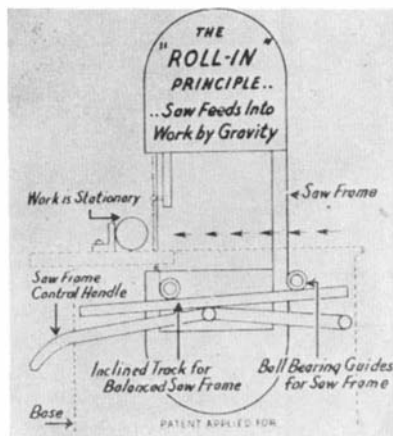 THE
"ROLL-IN"
PRINCIPLE..
..Saw Feeds Into
Work by Gravity
Work is Stationary
Saw Frame
Saw Frame
Control Handle
Inclined Track for
Balanced Saw Frame
Ball Bearing Guides
for Saw Frame
Base
PATENT APPLIED FOR